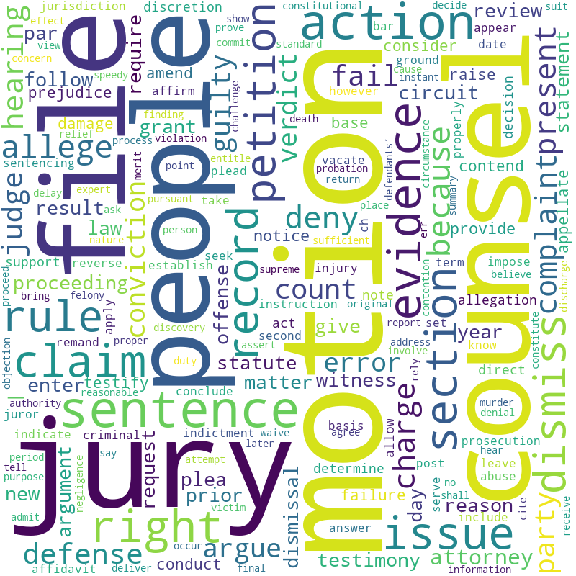 jury
motion
people
file
counsel
sentence
claim
action
issue
right
rule
evidence
petition
section
dismiss
record
defense
charge
allege
conviction
complaint
attorney
argue
deny
count
error
fail
because
present
party
hearing
judge
guilty
verdict
circuit
review
statement
testimony
witness
statute
matter
offense
proceeding
plea
prior
request
argument
new
dismissal
conduct
testify
enter
result
law
follow
par
grant
amend
affirm
require
prejudice
damage
discretion
jurisdiction
constitutional
consider
raise
base
give
notice
injury
establish
support
reverse
remand
felony
bring
apply
proceed
objection
authority
juror
reasonable
indicate
criminal
tell
period
say
purpose
admit
affidavit
deliver
attempt
victim
occur
final
negligence
indictment
waive
later
basis
agree
allow
determine
failure
answer
day
post
serve
no
shall
include
cite
reason
leave
abuse
hear
prosecution
direct
murder
denial
know
year
allegation
term
impose
believe
provide
contend
decision
properly
circumstance
defendants'
vacate
probation
return
place
ch
sufficient
supreme
instruction
original
note
act
report
set
second
assert
address
rely
involve
contention
err
summary
discovery
duty
proper
conclude
seek
person
point
plead
entitle
pursuant
take
merit
violation
challenge
finding
process
sentencing
relief
speedy
delay
expert
ask
nature
effect
concern
view
show
prove
commit
standard
bar
ground
cause
instant
however
death
date
appear
decide
suit
appellate
discharge
constitute
receive
information